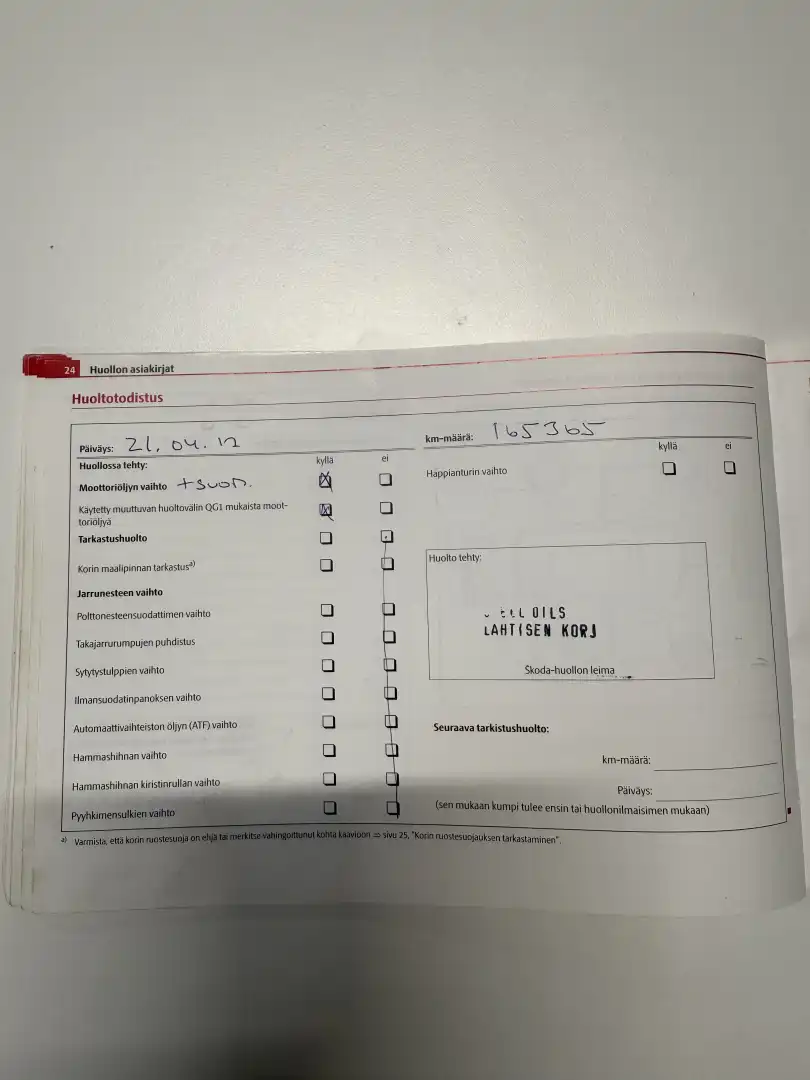 24 Huollon asiakirjat
Huoltotodistus
Päiväys: 21.04.12
km-määrä: 165365
Huollossa tehty: kyllä ei
Moottoriöljyn vaihto +suod.
Käytetty muuttuvan huoltovälin QG1 mukaista moot-
toriöljyä
Tarkastushuolto
Korin maalipinnan tarkastus a)
Jarrunesteen vaihto
Polttonesteensuodattimen vaihto
Takajarrurumpujen puhdistus
Sytytystulppien vaihto
Ilmansuodatinpanoksen vaihto
Automaattivaihteiston öljyn (ATF) vaihto
Hammashihnan vaihto
Hammashihnan kiristinrullan vaihto
Pyyhkimensulkien vaihto
kyllä ei
Happianturin vaihto
Huolto tehty:
OILS
LAHTISEN KORJ
Skoda-huollon leima
Seuraava tarkistushuolto:
km-määrä:
Päiväys:
(sen mukaan kumpi tulee ensin tai huollonilmaisimen mukaan)
a) Varmista, että korin ruostesuoja on ehjä tai merkitse vahingoittunut kohta kaavioon ⇒ sivu 25, "Korin ruostesuojauksen tarkastaminen".